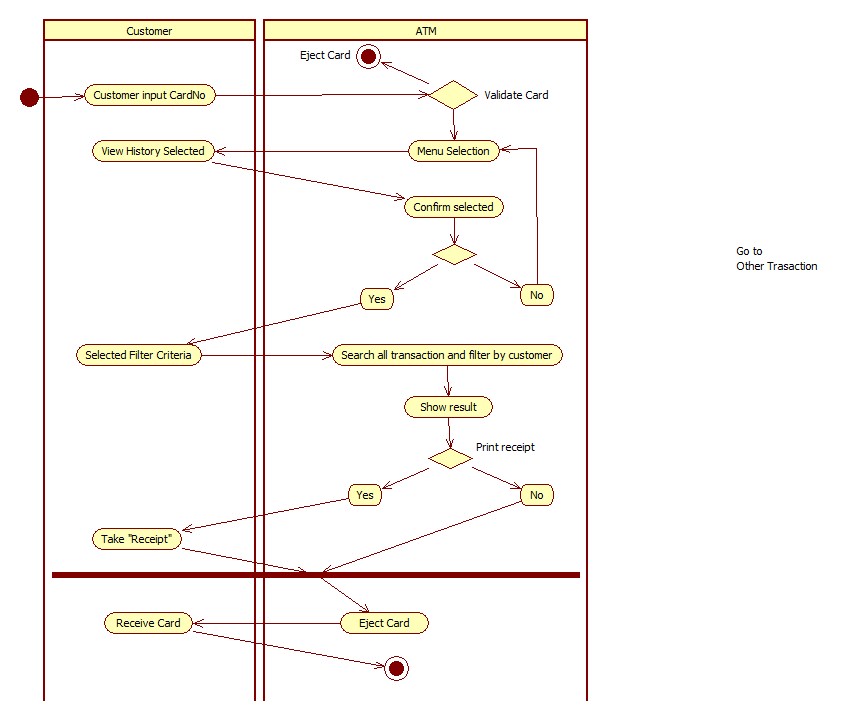 Customer
ATM
Eject Card
Customer input CardNo
Validate Card
View History Selected
Menu Selection
Confirm selected
Go to
Other Trasaction
Yes
No
Selected Filter Criteria
Search all transaction and filter by customer
Show result
Print receipt
Yes
No
Take "Receipt"
Receive Card
Eject Card